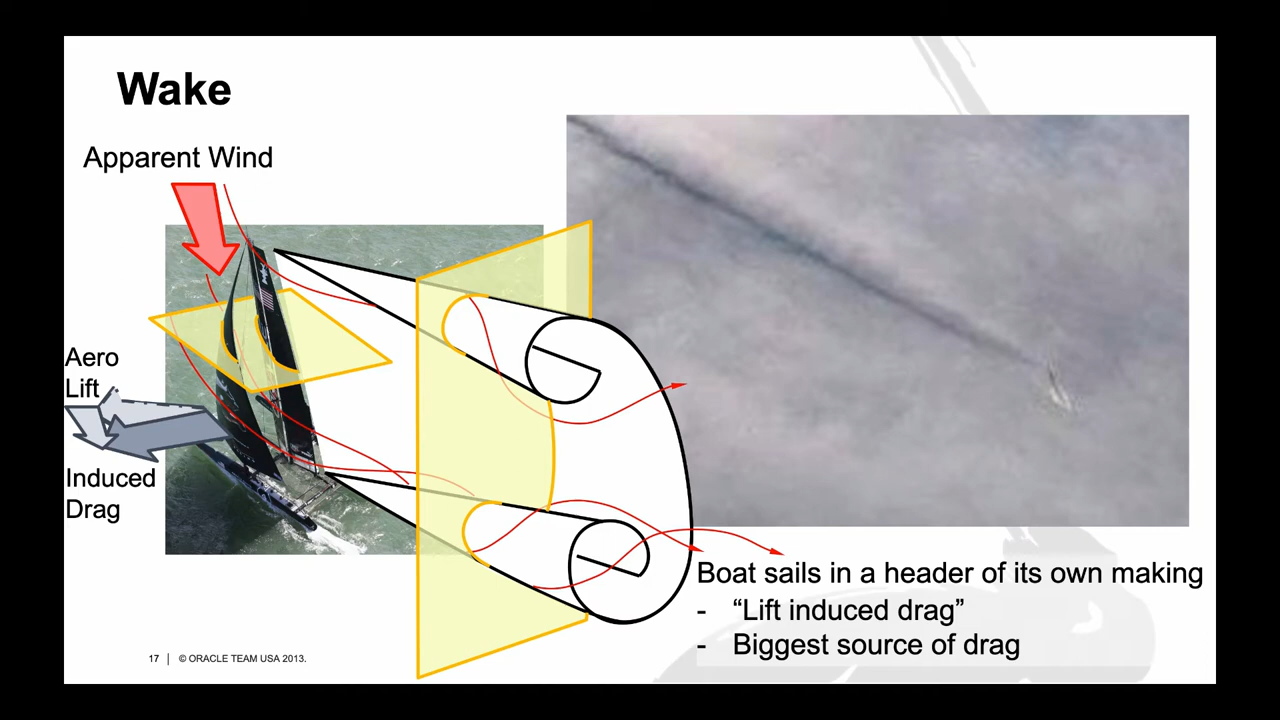 Wake
Apparent Wind
Aero
Lift
Induced
Drag
Boat sails in a header of its own making
- “Lift induced drag”
- Biggest source of drag
17 | © ORACLE TEAM USA 2013.